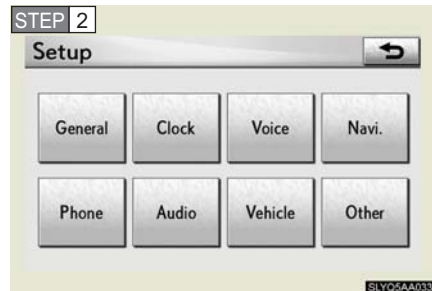 STEP 2
Setup
General Clock Voice Navi.
Phone Audio Vehicle Other
SLYO5AA033